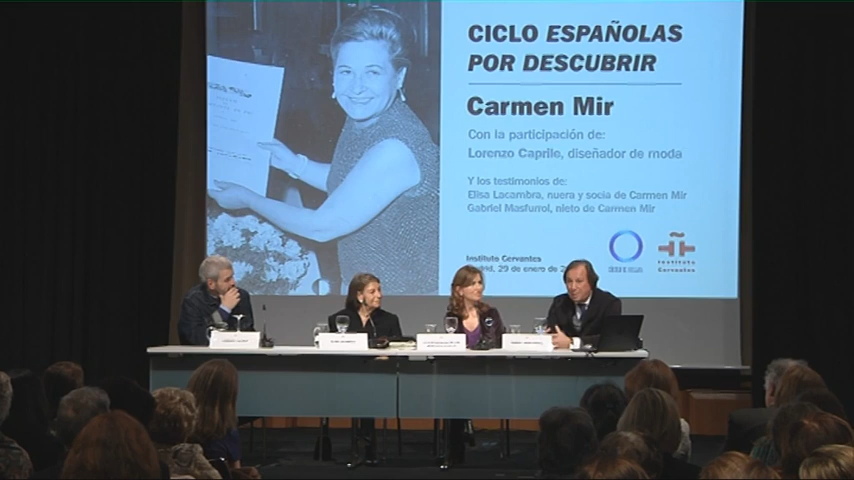 CICLO ESPAÑOLAS
POR DESCUBRIR
Carmen Mir
Con la participación de:
Lorenzo Caprile, diseñador de moda
Y los testimonios de:
Elisa Lacambra, nuera y socia de Carmen Mir
Gabriel Masfurrol, nieto de Carmen Mir
Instituto Cervantes
Madrid, 29 de enero de
Instituto
Cervantes